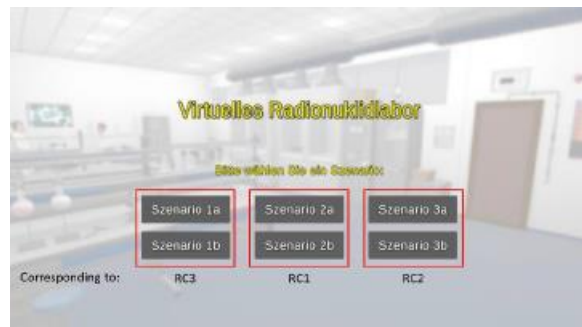 Virtuelles Radionuklidlabor
Bitte wählen Sie ein Szenario:
Szenario 1a Szenario 2a Szenario 3a
Szenario 1b Szenario 2b Szenario 3b
Corresponding to: RC3 RC1 RC2